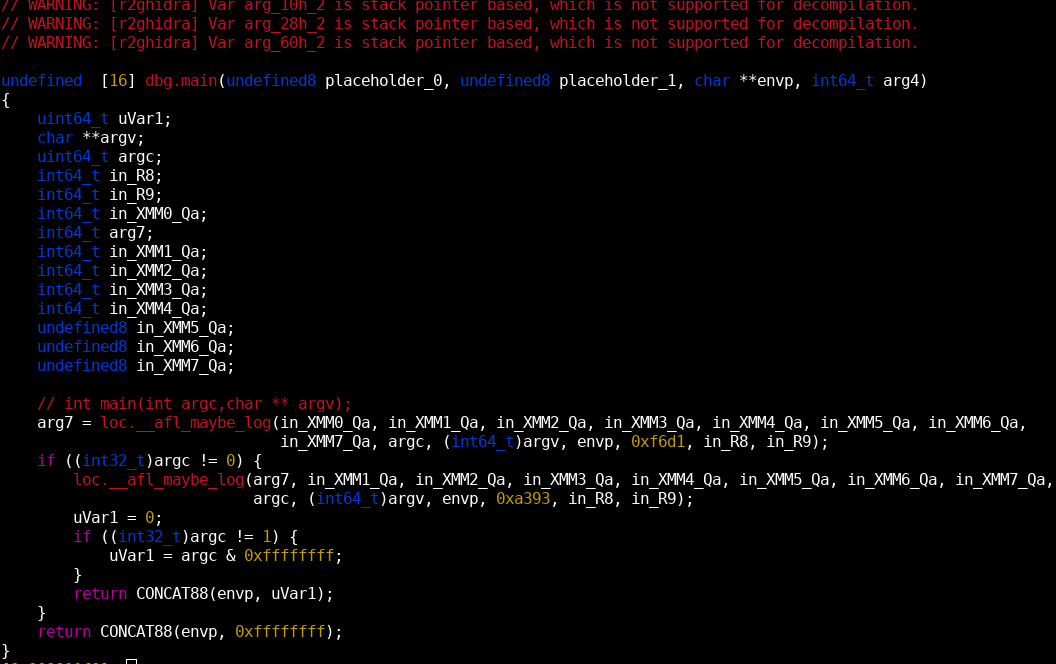 // WARNING: [r2ghidra] Var arg_10h_2 is stack pointer based, which is not supported for decompilation.
// WARNING: [r2ghidra] Var arg_28h_2 is stack pointer based, which is not supported for decompilation.
// WARNING: [r2ghidra] Var arg_60h_2 is stack pointer based, which is not supported for decompilation.

undefined  [16] dbg.main(undefined8 placeholder_0, undefined8 placeholder_1, char **envp, int64_t arg4)
{
    uint64_t uVar1;
    char **argv;
    uint64_t argc;
    int64_t in_R8;
    int64_t in_R9;
    int64_t in_XMM0_Qa;
    int64_t arg7;
    int64_t in_XMM1_Qa;
    int64_t in_XMM2_Qa;
    int64_t in_XMM3_Qa;
    int64_t in_XMM4_Qa;
    undefined8 in_XMM5_Qa;
    undefined8 in_XMM6_Qa;
    undefined8 in_XMM7_Qa;

    // int main(int argc,char ** argv);
    arg7 = loc.__afl_maybe_log(in_XMM0_Qa, in_XMM1_Qa, in_XMM2_Qa, in_XMM3_Qa, in_XMM4_Qa, in_XMM5_Qa, in_XMM6_Qa,
                               in_XMM7_Qa, argc, (int64_t)argv, envp, 0xf6d1, in_R8, in_R9);
    if ((int32_t)argc != 0) {
        loc.__afl_maybe_log(arg7, in_XMM1_Qa, in_XMM2_Qa, in_XMM3_Qa, in_XMM4_Qa, in_XMM5_Qa, in_XMM6_Qa, in_XMM7_Qa,
                            argc, (int64_t)argv, envp, 0xa393, in_R8, in_R9);
        uVar1 = 0;
        if ((int32_t)argc != 1) {
            uVar1 = argc & 0xffffffff;
        }
        return CONCAT88(envp, uVar1);
    }
    return CONCAT88(envp, 0xffffffff);
}